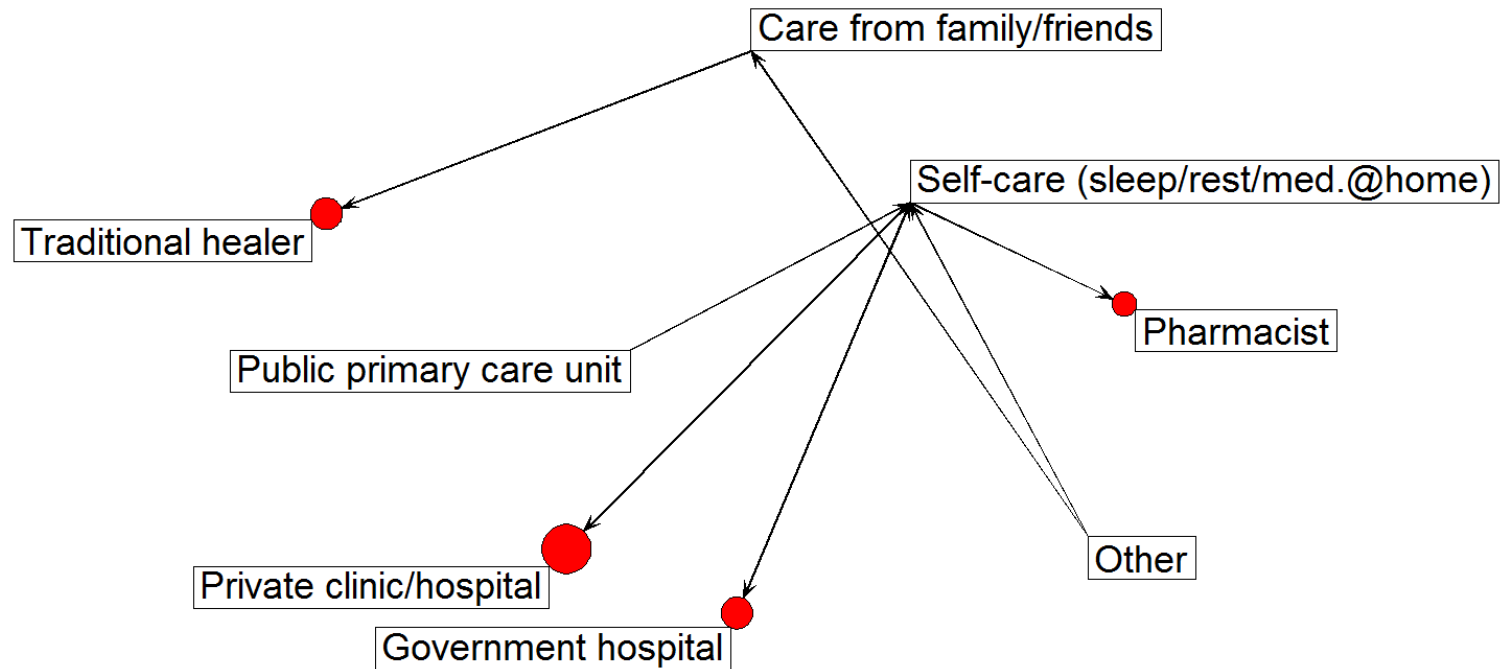 Care from family/friends
Self-care (sleep/rest/med.@home)
Traditional healer
Pharmacist
Public primary care unit
Other
Private clinic/hospital
Government hospital